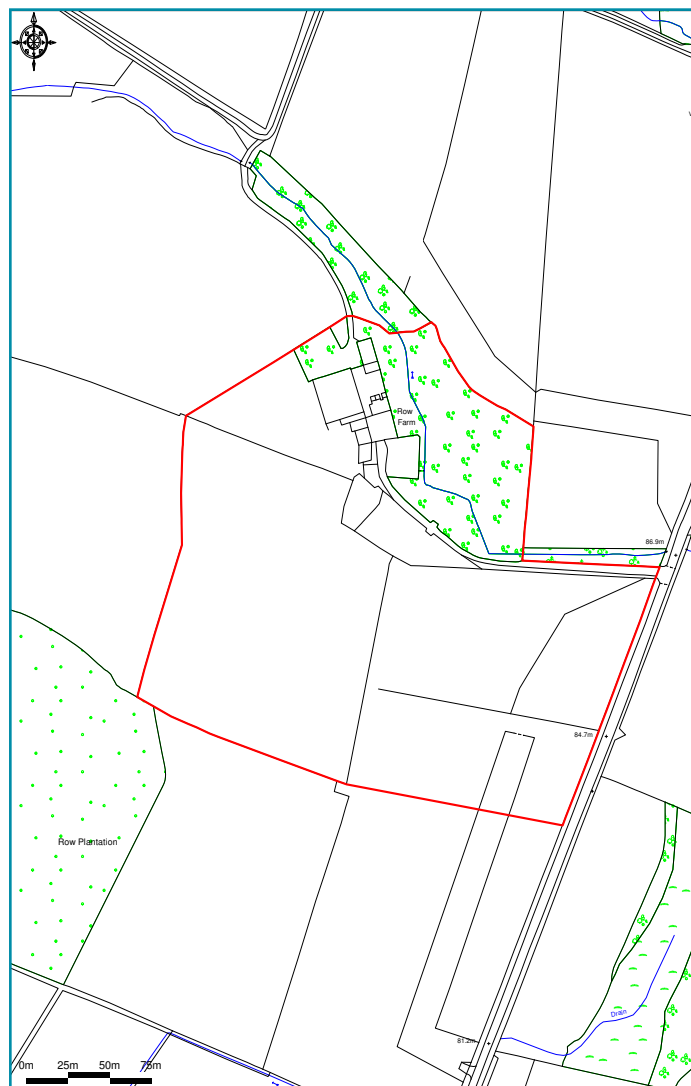 Row
Farm
86.9m
84.7m
Row Plantation
Drain
81.2m
0m 25m 50m 75m